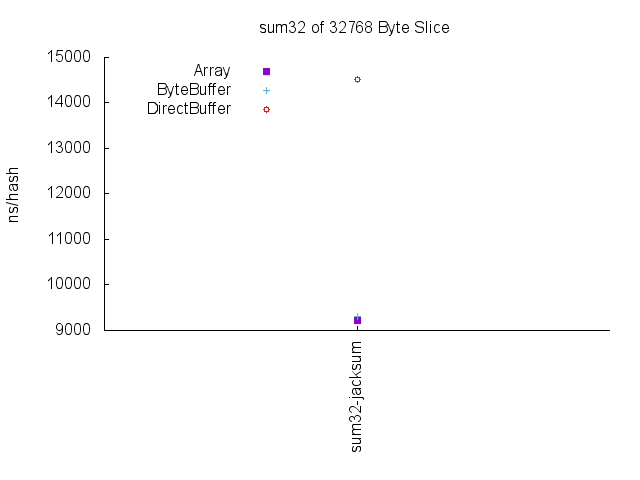 sum32 of 32768 Byte Slice
15000
14000
13000
12000
11000
10000
9000
ns/hash
Array
ByteBuffer
DirectBuffer
sum32-jacksum